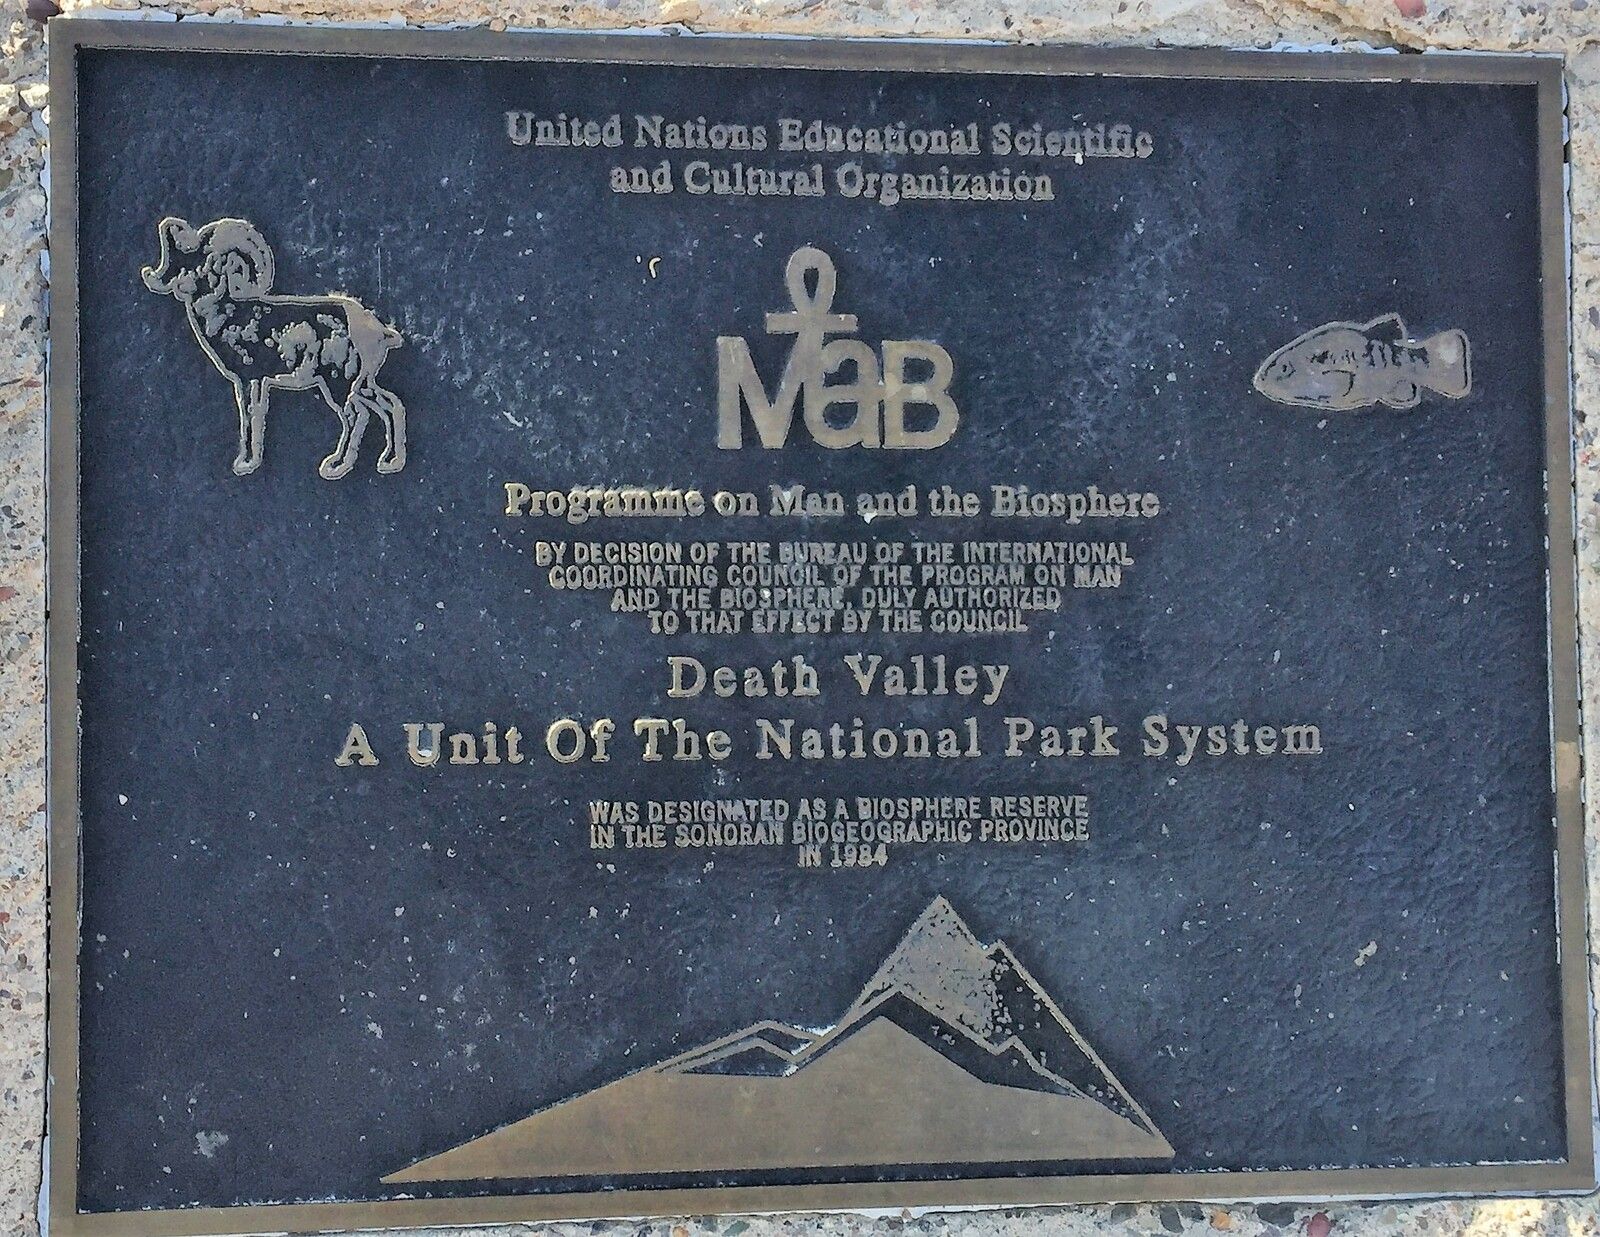 United Nations Educational Scientific
and Cultural Organization
MaB
Programme on Man and the Biosphere
BY DECISION OF THE BUREAU OF THE INTERNATIONAL
COORDINATING COUNCIL OF THE PROGRAM ON MAN
AND THE BIOSPHERE, DULY AUTHORIZED
TO THAT EFFECT BY THE COUNCIL
Death Valley
A Unit Of The National Park System
WAS DESIGNATED AS A BIOSPHERE RESERVE
IN THE SONORAN BIOGEOGRAPHIC PROVINCE
IN 1984